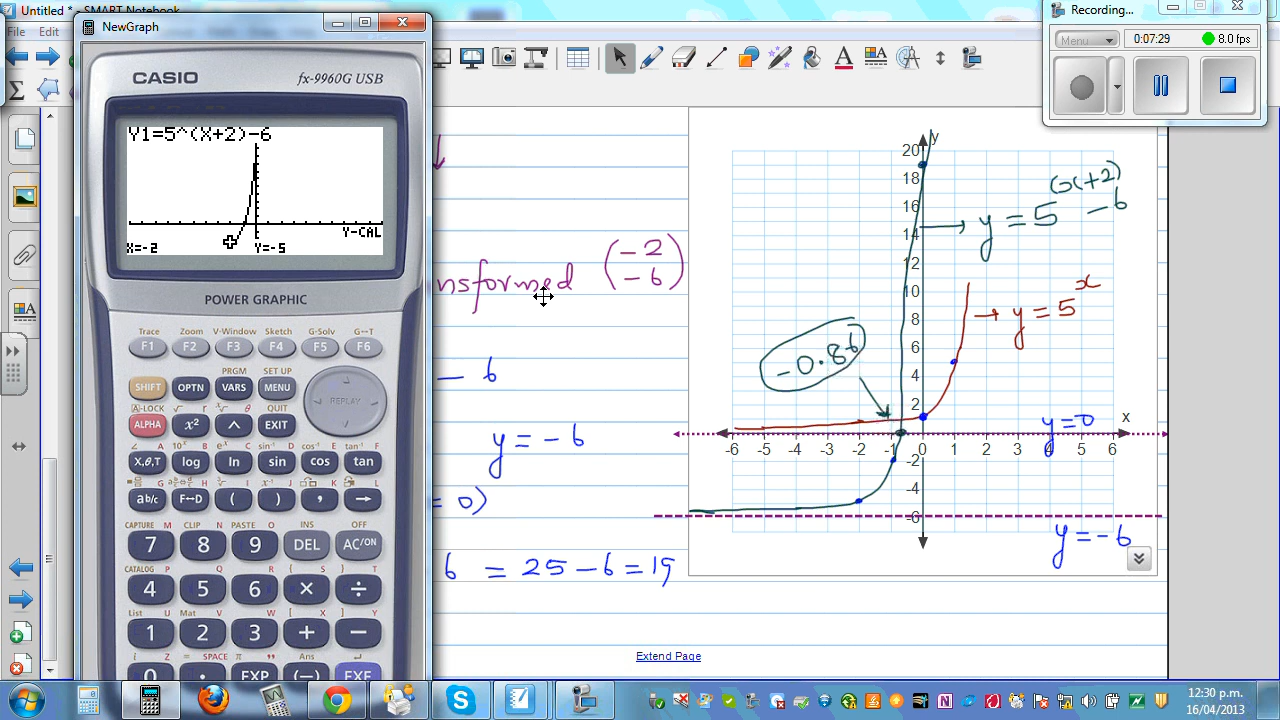 Untitled * - SMART Notebook
File Edit
NewGraph
CASIO fx-9960G USB
Y1=5^(X+2)-6
Y-CAL
X=-2 Y=-5
POWER GRAPHIC
Trace Zoom V-Window Sketch G-Solv G↔T
F1 F2 F3 F4 F5 F6
PRGM SET UP
SHIFT OPTN VARS MENU
REPLAY
A-LOCK QUIT
ALPHA x² ^ EXIT
X,θ,T log ln sin cos tan
a b/c F↔D ( ) , →
CAPTURE M CLIP N PASTE O INS OFF
7 8 9 DEL AC/ON
CATALOG P Q R { S } T
4 5 6 × ÷
List U Mat V W [ X ] Y
1 2 3 + −
i Z = SPACE π " Ans
0 . EXP (−) EXE
nsformed (-2 -6)
- 6
y = - 6
= 0)
6 = 25 - 6 = 19
Extend Page
Recording...
Menu 0:07:29 8.0 fps
y
20
18
16
14
12
10
8
6
4
2
-6 -5 -4 -3 -2 -1 0 1 2 3 4 5 6
x
-2
-4
-6
y = 5^(x+2) - 6
y = 5^x
-0.86
y=0
y = -6
12:30 p.m.
16/04/2013